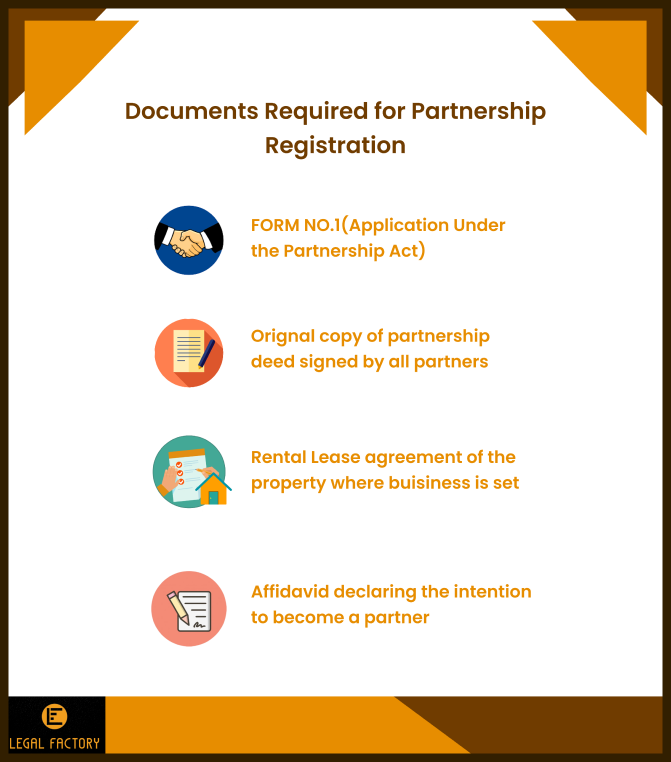 Documents Required for Partnership
Registration
FORM NO.1(Application Under
the Partnership Act)
Orignal copy of partnership
deed signed by all partners
Rental Lease agreement of the
property where buisiness is set
Affidavid declaring the intention
to become a partner
LEGAL FACTORY